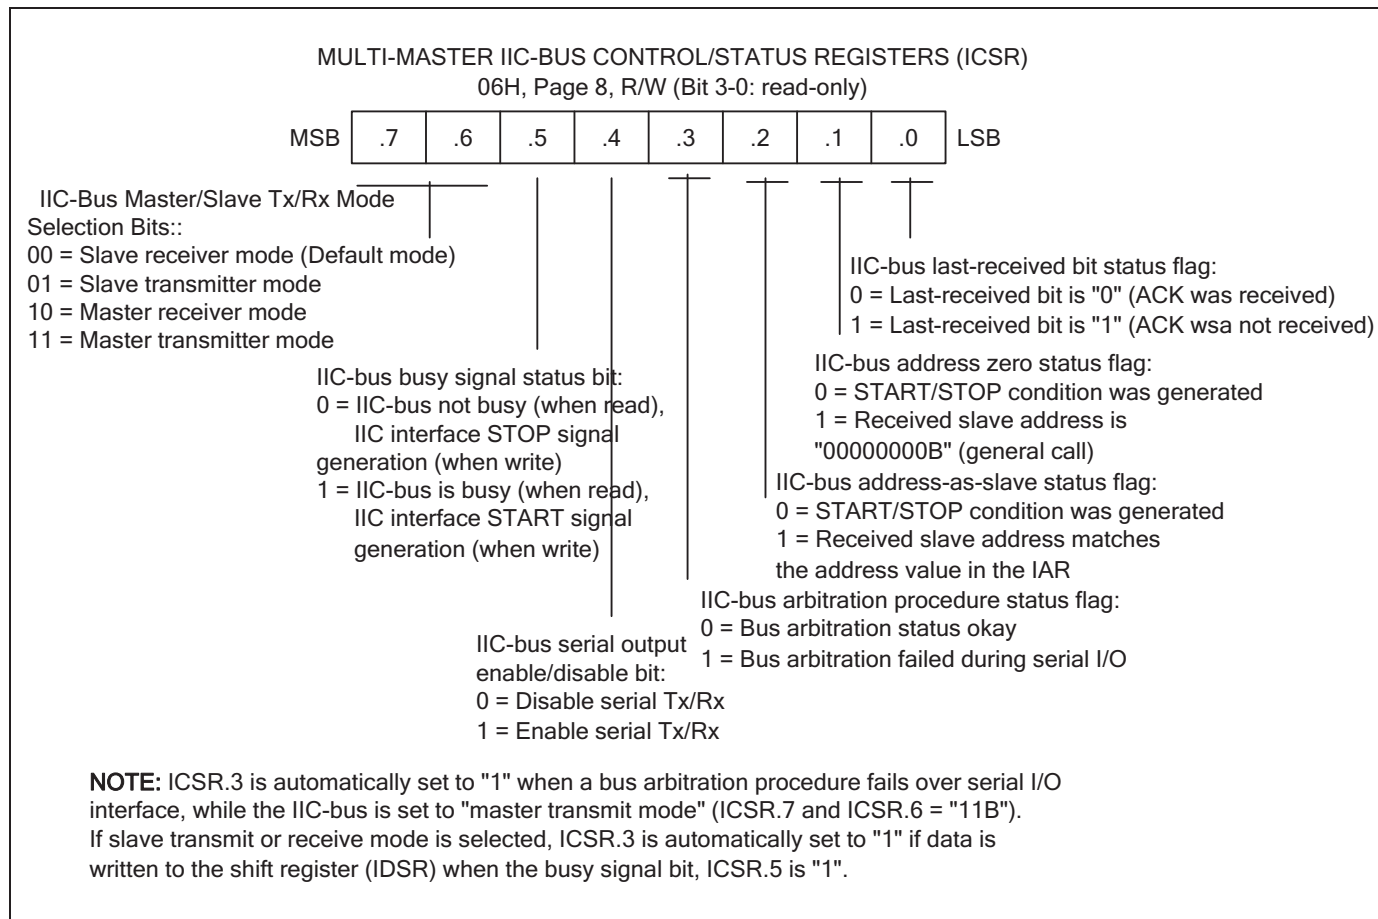 MULTI-MASTER IIC-BUS CONTROL/STATUS REGISTERS (ICSR)
06H, Page 8, R/W (Bit 3-0: read-only)
MSB .7 .6 .5 .4 .3 .2 .1 .0 LSB
IIC-Bus Master/Slave Tx/Rx Mode
Selection Bits::
00 = Slave receiver mode (Default mode)
01 = Slave transmitter mode
10 = Master receiver mode
11 = Master transmitter mode
IIC-bus last-received bit status flag:
0 = Last-received bit is "0" (ACK was received)
1 = Last-received bit is "1" (ACK wsa not received)
IIC-bus address zero status flag:
0 = START/STOP condition was generated
1 = Received slave address is
"00000000B" (general call)
IIC-bus busy signal status bit:
0 = IIC-bus not busy (when read),
IIC interface STOP signal
generation (when write)
1 = IIC-bus is busy (when read),
IIC interface START signal
generation (when write)
IIC-bus address-as-slave status flag:
0 = START/STOP condition was generated
1 = Received slave address matches
the address value in the IAR
IIC-bus arbitration procedure status flag:
0 = Bus arbitration status okay
1 = Bus arbitration failed during serial I/O
IIC-bus serial output
enable/disable bit:
0 = Disable serial Tx/Rx
1 = Enable serial Tx/Rx
NOTE: ICSR.3 is automatically set to "1" when a bus arbitration procedure fails over serial I/O
interface, while the IIC-bus is set to "master transmit mode" (ICSR.7 and ICSR.6 = "11B").
If slave transmit or receive mode is selected, ICSR.3 is automatically set to "1" if data is
written to the shift register (IDSR) when the busy signal bit, ICSR.5 is "1".